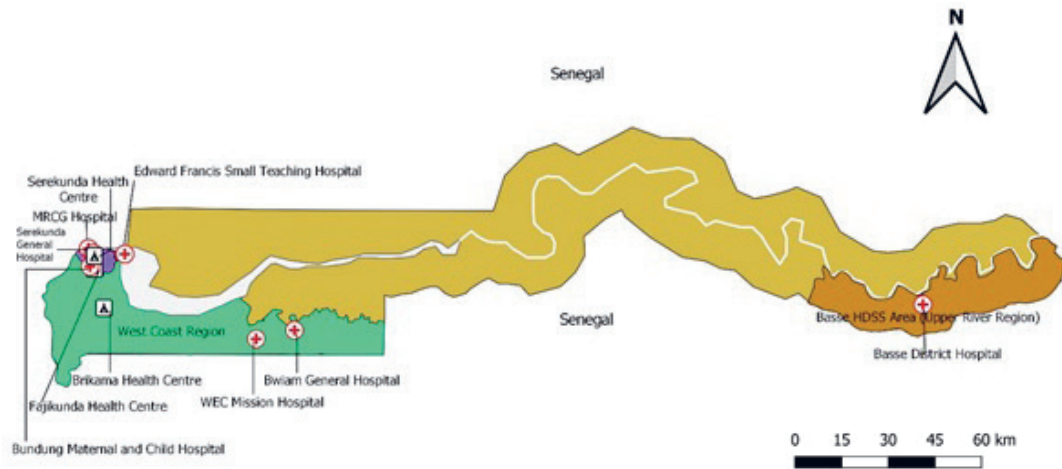 N
Senegal
Edward Francis Small Teaching Hospital
Serekunda Health
Centre
MRCG Hospital
Serekunda
General
Hospital
West Coast Region
Senegal
Basse HDSS Area (Upper River Region)
Basse District Hospital
Brikama Health Centre
Bwiam General Hospital
WEC Mission Hospital
Fajikunda Health Centre
Bundung Maternal and Child Hospital
0 15 30 45 60 km